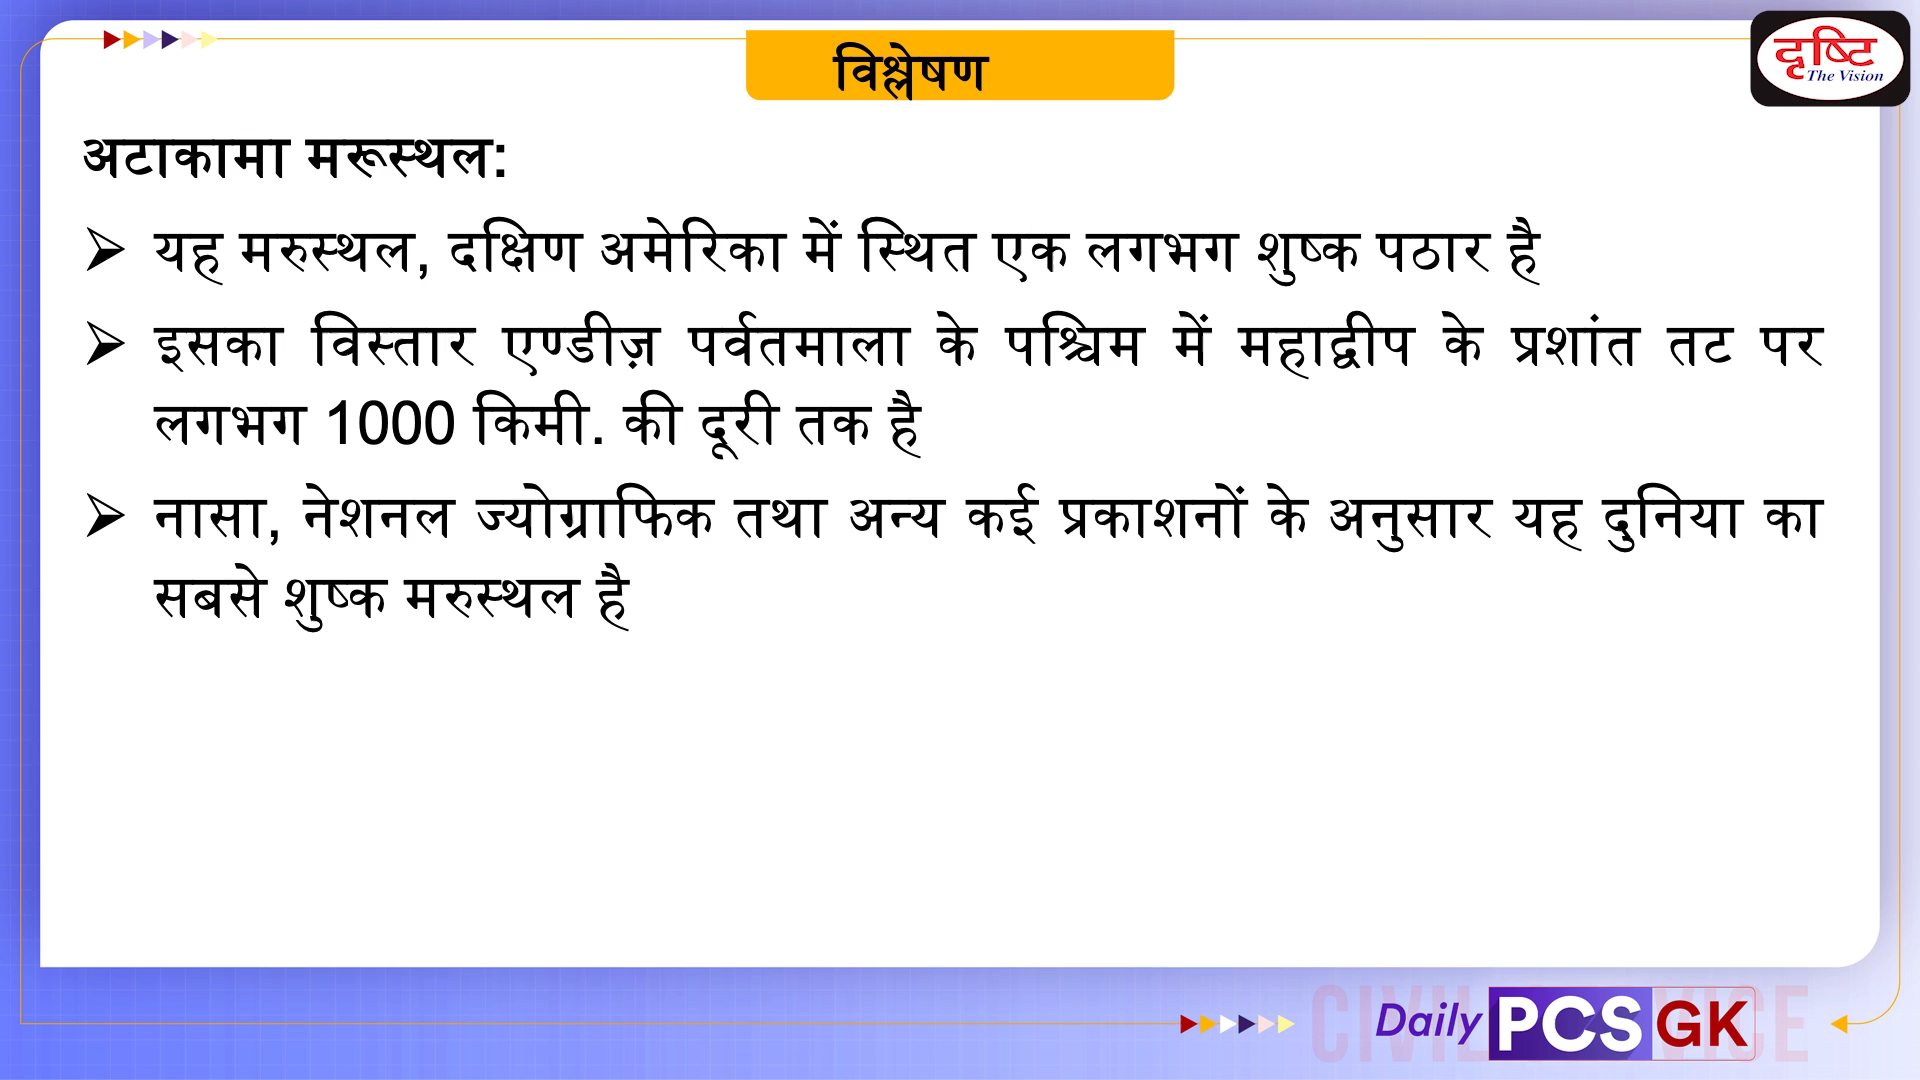 विश्लेषण
दृष्टि
The Vision
अटाकामा मरूस्थल:
➢ यह मरुस्थल, दक्षिण अमेरिका में स्थित एक लगभग शुष्क पठार है
➢ इसका विस्तार एण्डीज़ पर्वतमाला के पश्चिम में महाद्वीप के प्रशांत तट पर
लगभग 1000 किमी. की दूरी तक है
➢ नासा, नेशनल ज्योग्राफिक तथा अन्य कई प्रकाशनों के अनुसार यह दुनिया का
सबसे शुष्क मरुस्थल है
Daily PCS GK